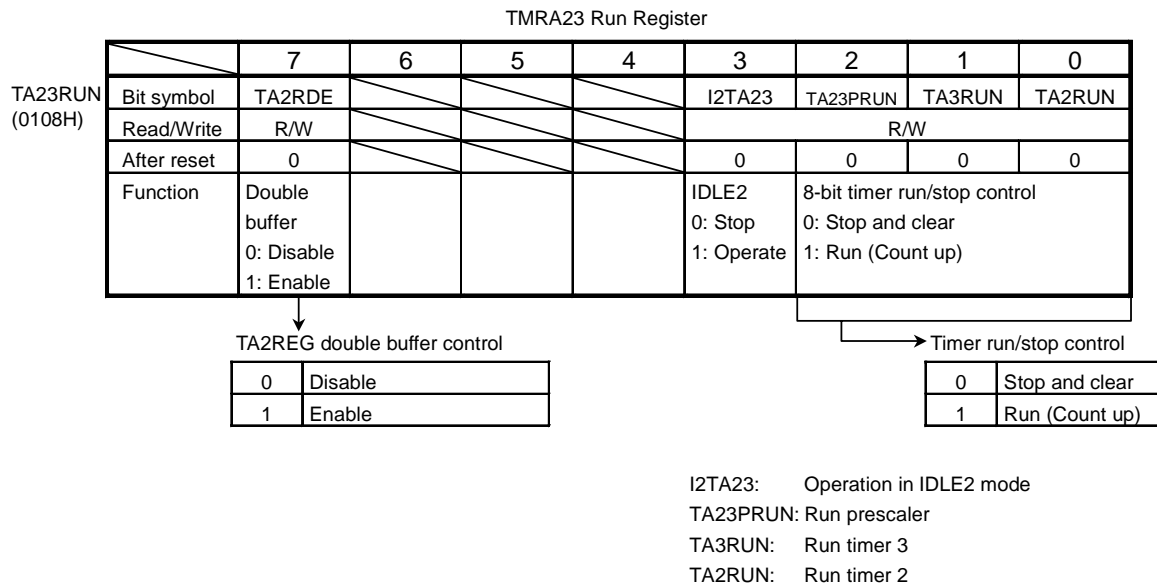 TMRA23 Run Register
7 6 5 4 3 2 1 0
TA23RUN (0108H)
Bit symbol TA2RDE I2TA23 TA23PRUN TA3RUN TA2RUN
Read/Write R/W R/W
After reset 0 0 0 0 0
Function Double buffer 0: Disable 1: Enable IDLE2 0: Stop 1: Operate 8-bit timer run/stop control 0: Stop and clear 1: Run (Count up)
TA2REG double buffer control
0 Disable
1 Enable
Timer run/stop control
0 Stop and clear
1 Run (Count up)
I2TA23: Operation in IDLE2 mode
TA23PRUN: Run prescaler
TA3RUN: Run timer 3
TA2RUN: Run timer 2